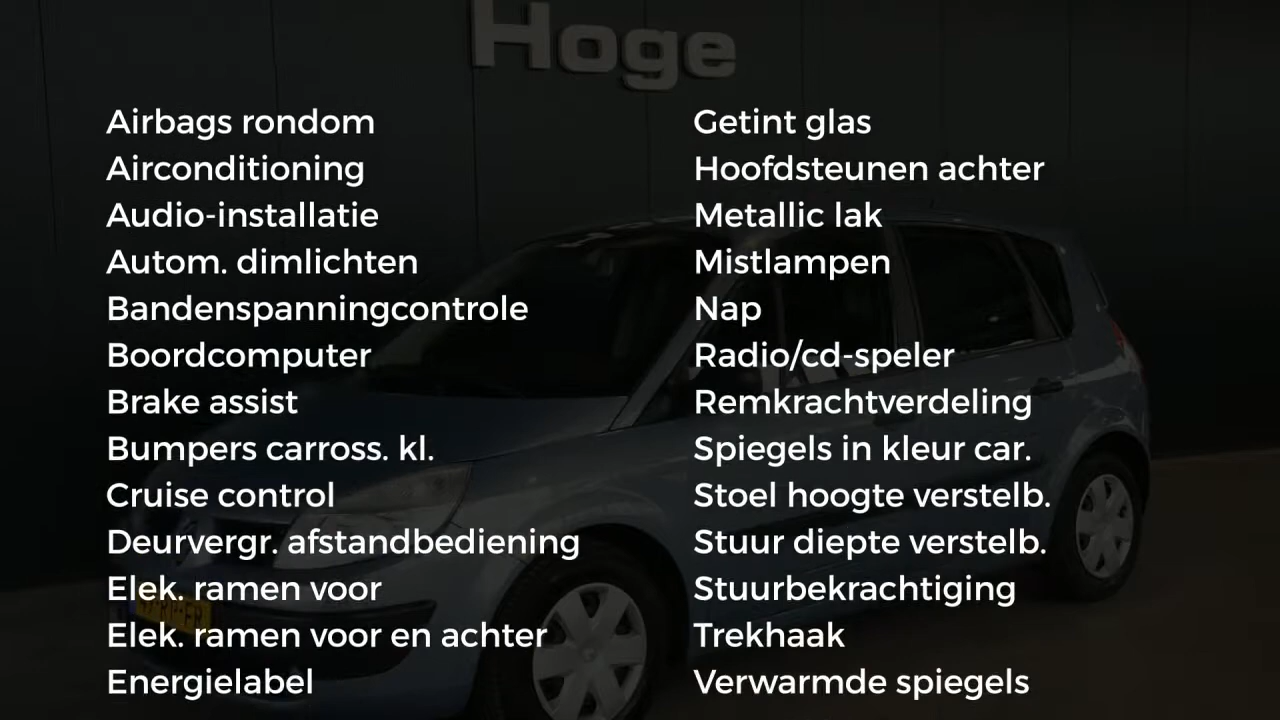 Hoge
Airbags rondom
Airconditioning
Audio-installatie
Autom. dimlichten
Bandenspanningcontrole
Boordcomputer
Brake assist
Bumpers carross. kl.
Cruise control
Deurvergr. afstandbediening
Elek. ramen voor
Elek. ramen voor en achter
Energielabel
Getint glas
Hoofdsteunen achter
Metallic lak
Mistlampen
Nap
Radio/cd-speler
Remkrachtverdeling
Spiegels in kleur car.
Stoel hoogte verstelb.
Stuur diepte verstelb.
Stuurbekrachtiging
Trekhaak
Verwarmde spiegels